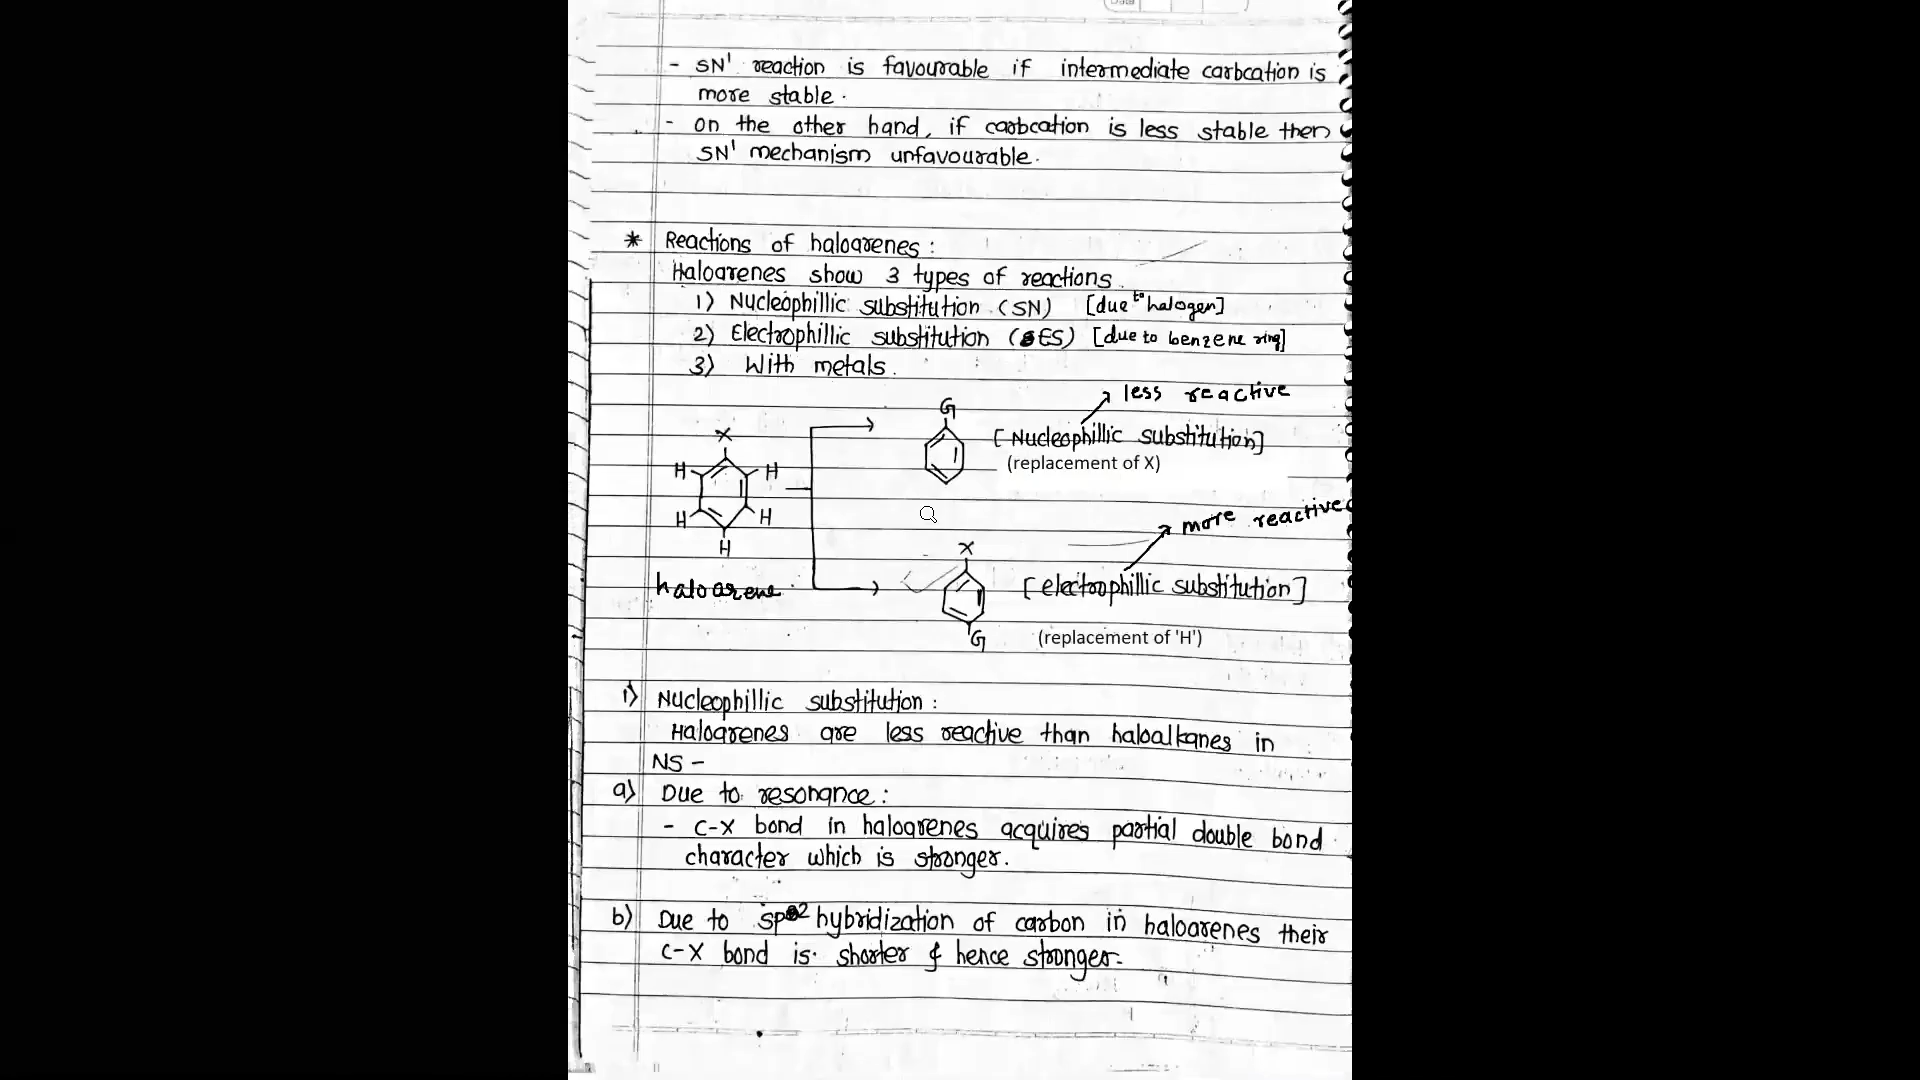 Date
- SN¹ reaction is favourable if intermediate carbcation is
more stable.
- on the other hand, if carbcation is less stable then
SN¹ mechanism unfavourable.
* Reactions of haloarenes :
Haloarenes show 3 types of reactions.
1) Nucleophillic substitution (SN) [due to halogen]
2) Electrophillic substitution (ES) [due to benzene ring]
3) With metals.
less reactive
G
[Nucleophillic substitution]
(replacement of X)
X
H H
H H
H
haloarene
more reactive
X
[electrophillic substitution]
G
(replacement of 'H')
1) Nucleophillic substitution :
Haloarenes are less reactive than haloalkanes in
NS -
a) Due to resonance :
- C-X bond in haloarenes acquires partial double bond
character which is stronger.
b) Due to sp2 hybridization of carbon in haloarenes their
C-X bond is shorter & hence stronger.